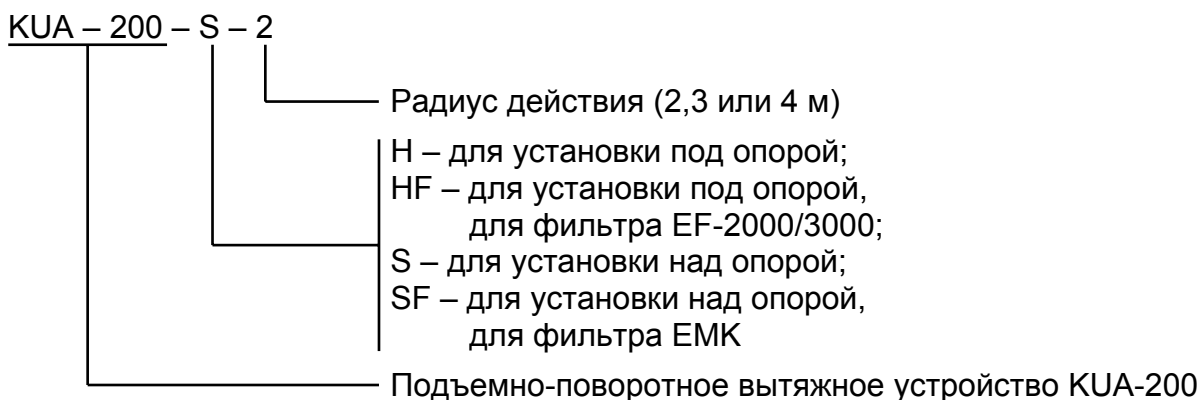 KUA – 200 – S – 2
Радиус действия (2,3 или 4 м)
H – для установки под опорой;
HF – для установки под опорой,
для фильтра EF-2000/3000;
S – для установки над опорой;
SF – для установки над опорой,
для фильтра EMK
Подъемно-поворотное вытяжное устройство KUA-200